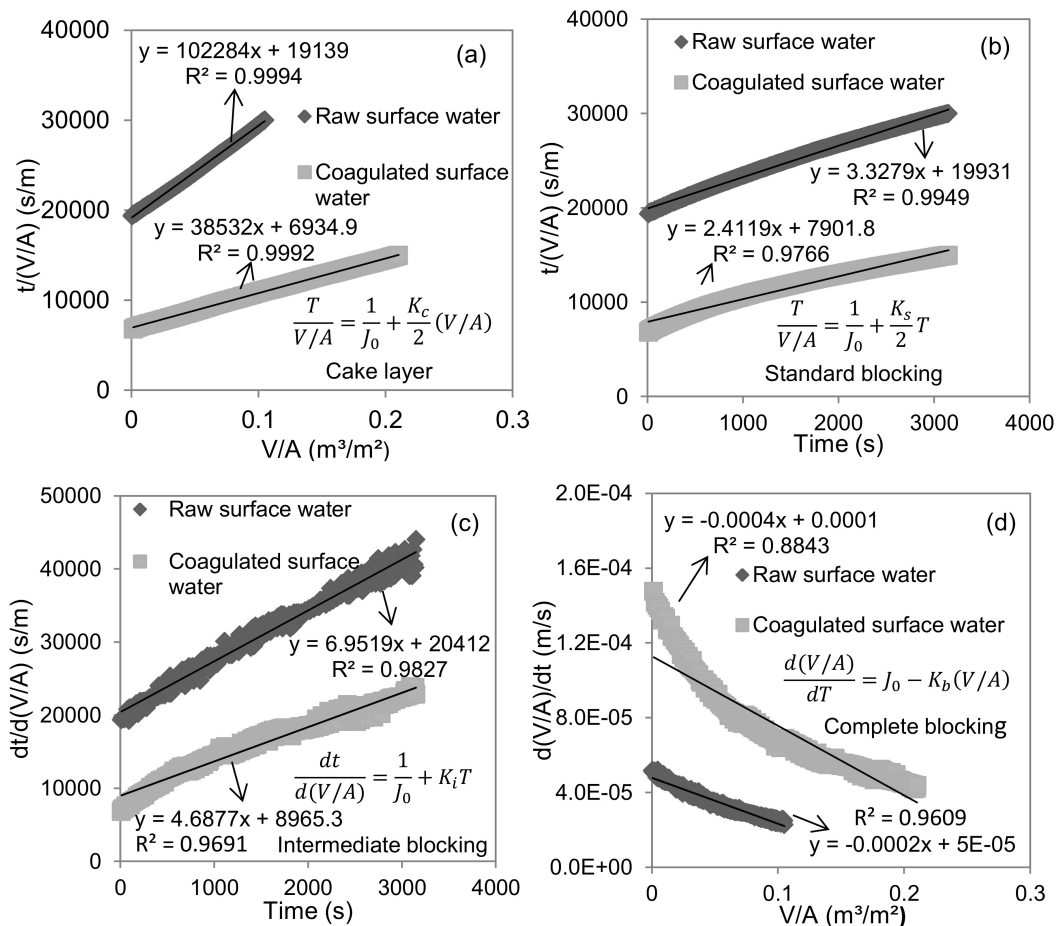 40000
30000
20000
10000
0
t/(V/A) (s/m)
y = 102284x + 19139
R² = 0.9994
(a)
Raw surface water
Coagulated surface
water
y = 38532x + 6934.9
R² = 0.9992
T/(V/A) = 1/J₀ + K_c/2 (V/A)
Cake layer
0 0.1 0.2 0.3
V/A (m³/m²)
40000
30000
20000
10000
0
t/(V/A) (s/m)
Raw surface water
(b)
Coagulated surface water
y = 3.3279x + 19931
R² = 0.9949
y = 2.4119x + 7901.8
R² = 0.9766
T/(V/A) = 1/J₀ + K_s/2 T
Standard blocking
0 1000 2000 3000 4000
Time (s)
50000
40000
30000
20000
10000
0
dt/d(V/A) (s/m)
Raw surface water
(c)
Coagulated surface
water
y = 6.9519x + 20412
R² = 0.9827
dt/d(V/A) = 1/J₀ + K_iT
y = 4.6877x + 8965.3
R² = 0.9691
Intermediate blocking
0 1000 2000 3000 4000
Time (s)
2.0E-04
1.6E-04
1.2E-04
8.0E-05
4.0E-05
0.0E+00
d(V/A)/dt (m/s)
y = -0.0004x + 0.0001
R² = 0.8843
(d)
Raw surface water
Coagulated surface water
d(V/A)/dT = J₀ − K_b(V/A)
Complete blocking
R² = 0.9609
y = -0.0002x + 5E-05
0 0.1 0.2 0.3
V/A (m³/m²)